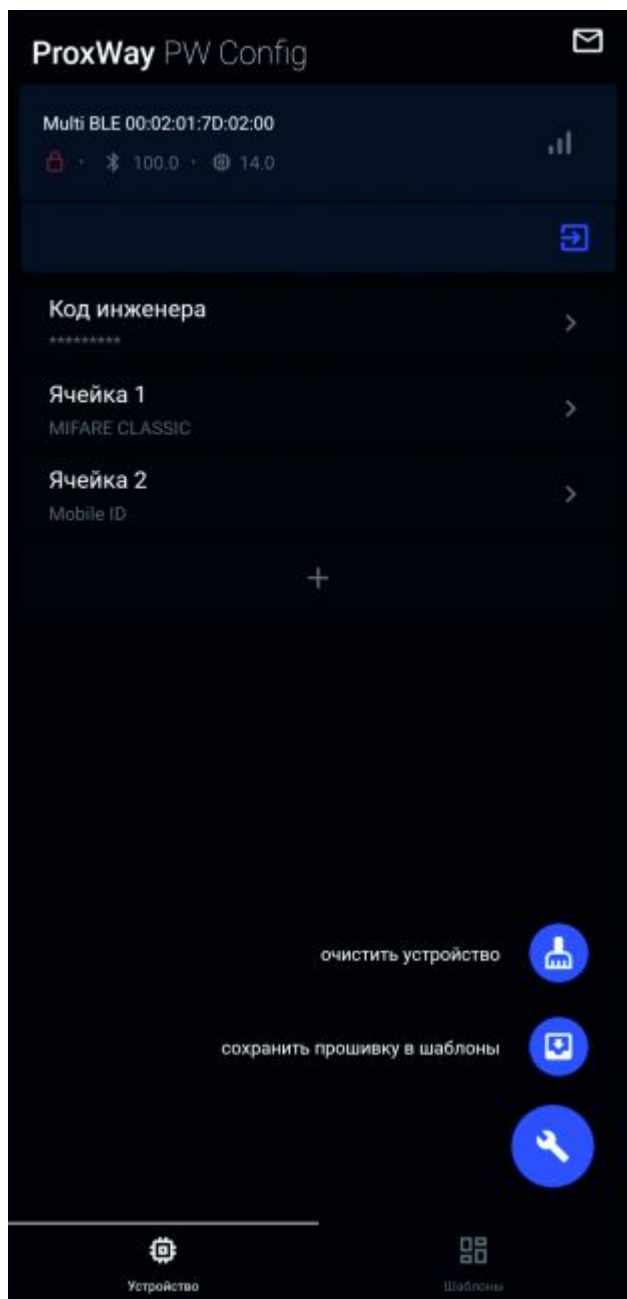 ProxWay PW Config
Multi BLE 00:02:01:7D:02:00
· 100.0 · 14.0
Код инженера
*********
Ячейка 1
MIFARE CLASSIC
Ячейка 2
Mobile ID
+
очистить устройство
сохранить прошивку в шаблоны
Устройство
Шаблоны